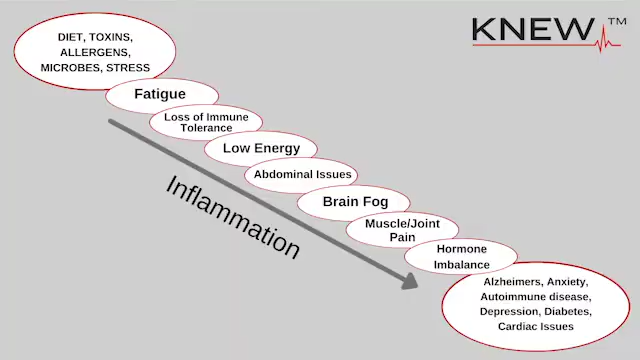 KNEW™
DIET, TOXINS,
ALLERGENS,
MICROBES, STRESS
Fatigue
Loss of Immune
Tolerance
Low Energy
Abdominal Issues
Brain Fog
Muscle/Joint
Pain
Hormone
Imbalance
Inflammation
Alzheimers, Anxiety,
Autoimmune disease,
Depression, Diabetes,
Cardiac Issues